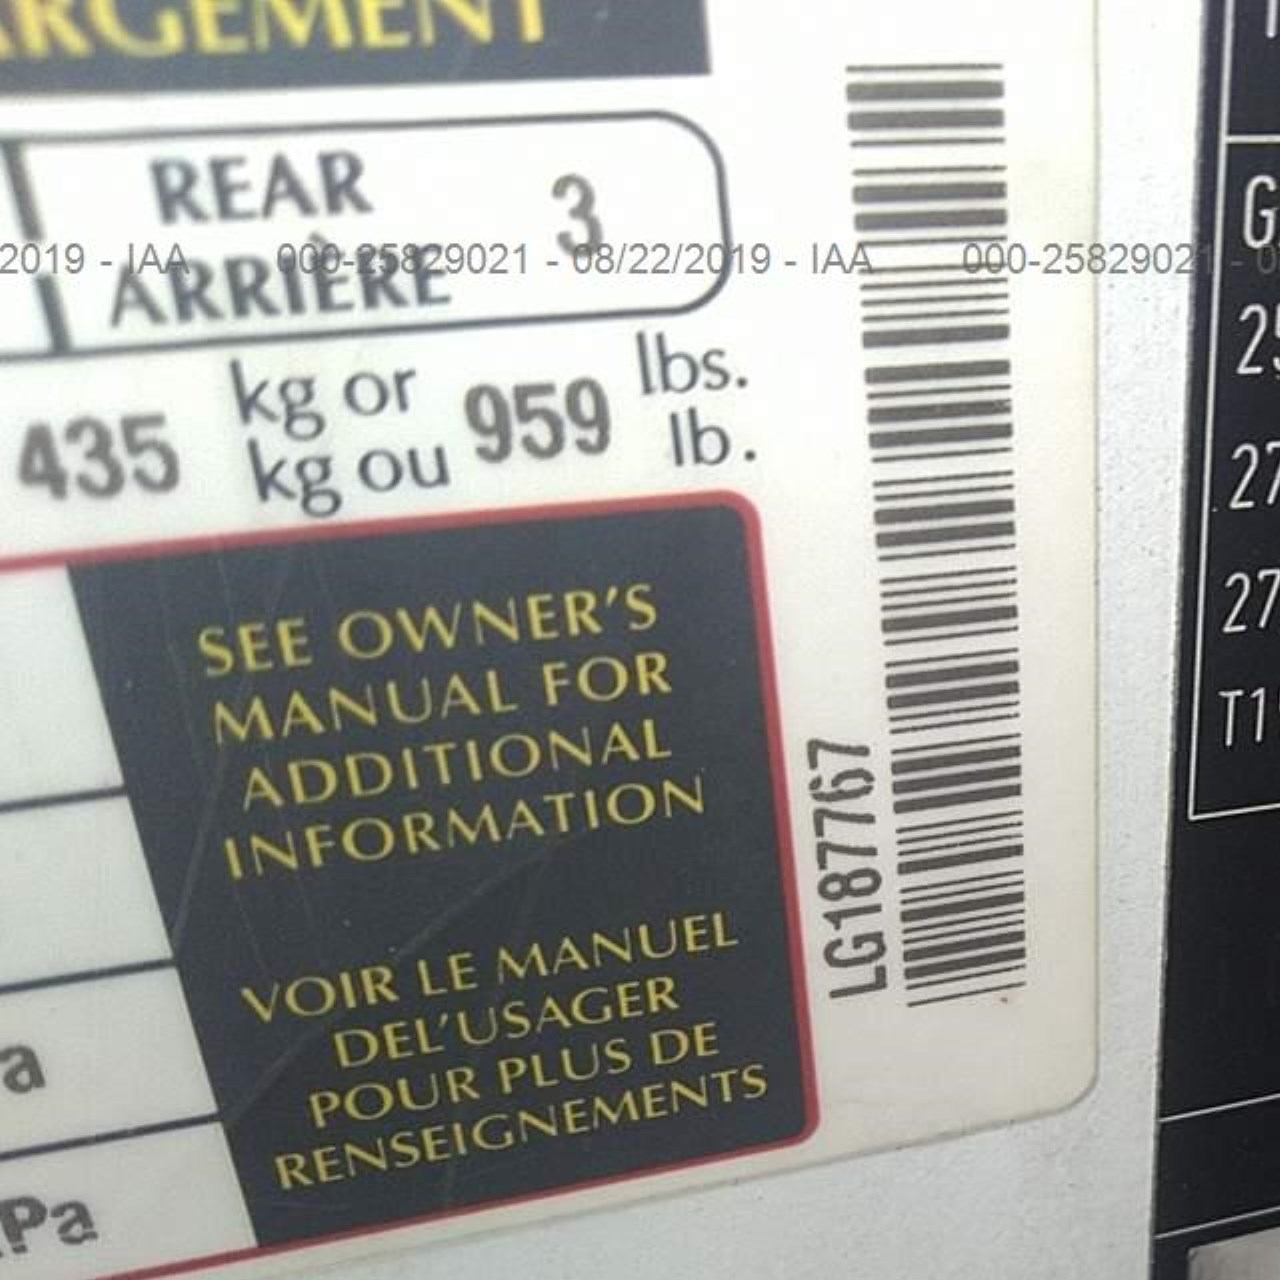 ARGEMENT
REAR 3
ARRIÈRE
2019 - IAA 000-25829021 - 08/22/2019 - IAA 000-25829021 - 0
435 kg or 959 lbs.
kg ou lb.
SEE OWNER'S
MANUAL FOR
ADDITIONAL
INFORMATION
VOIR LE MANUEL
DEL'USAGER
POUR PLUS DE
RENSEIGNEMENTS
a
Pa
LG187767
G
25
27
27
T1